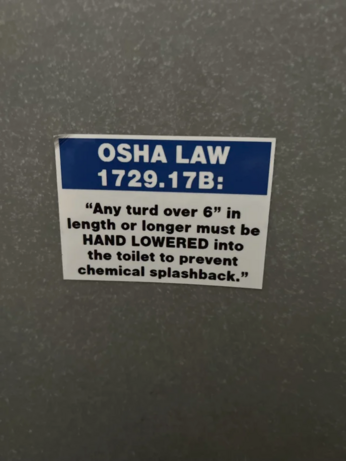 OSHA LAW
1729.17B:
“Any turd over 6” in
length or longer must be
HAND LOWERED into
the toilet to prevent
chemical splashback.”